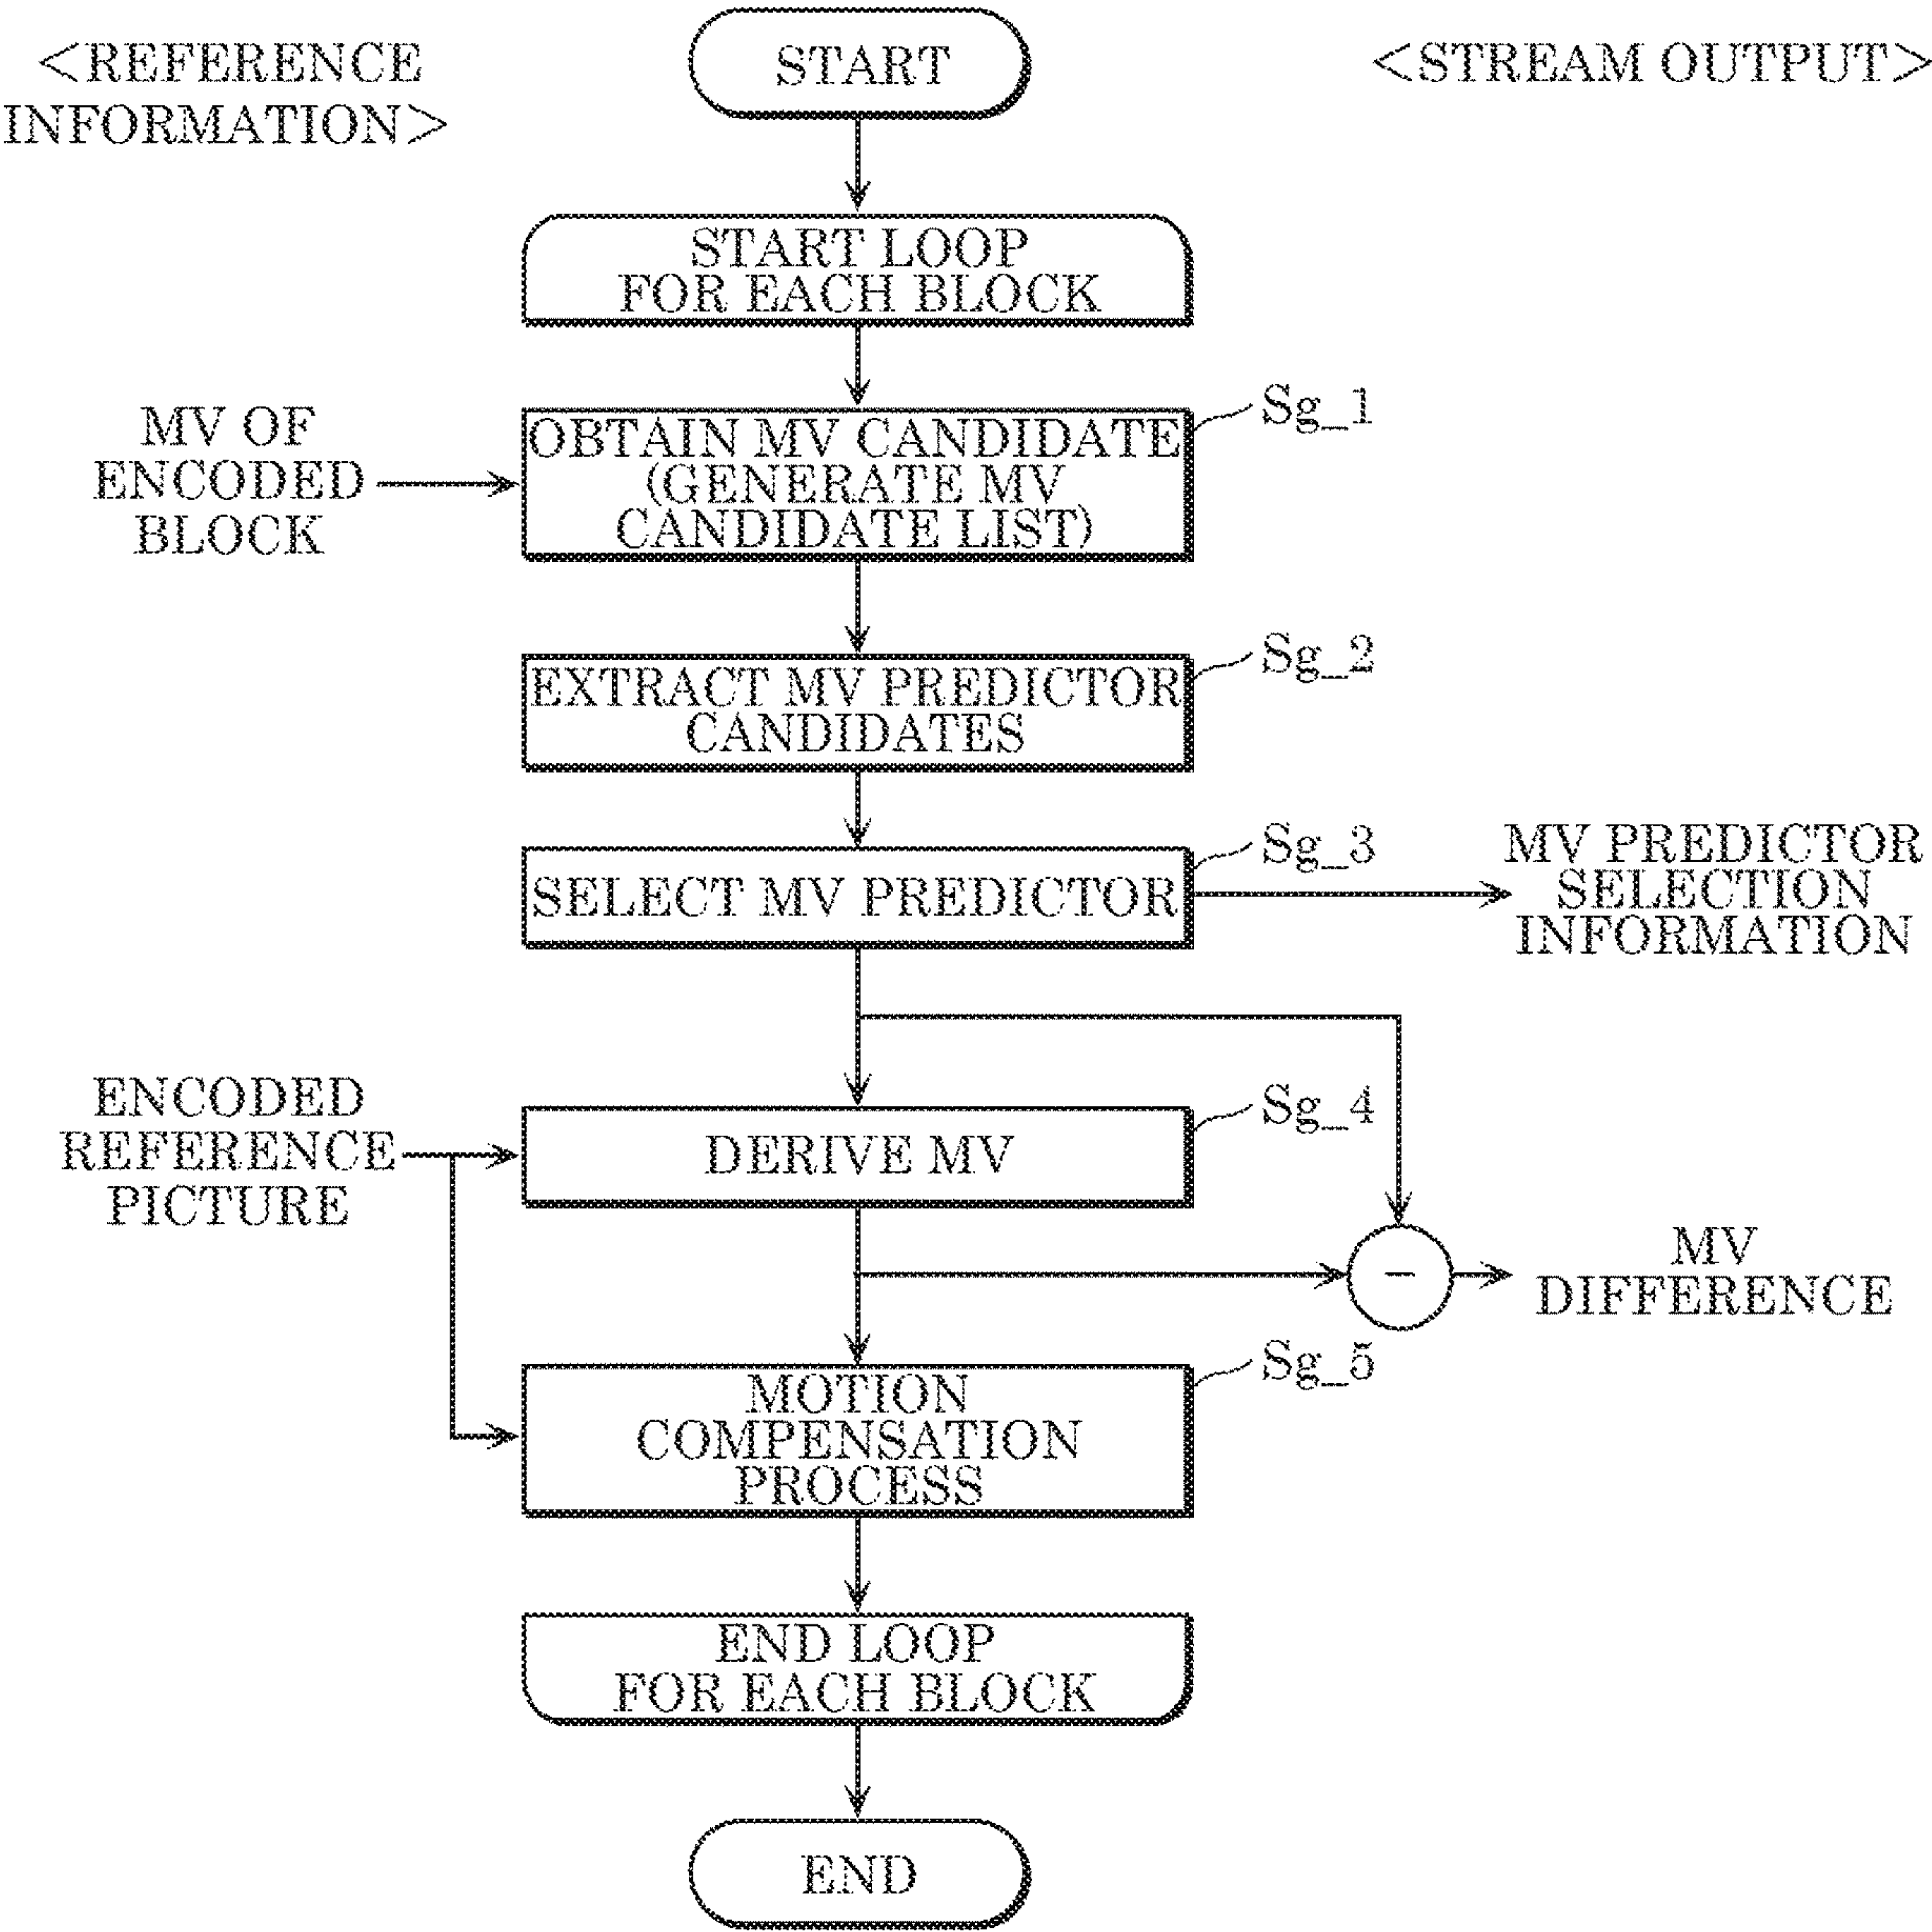 <REFERENCE
INFORMATION>
START
<STREAM OUTPUT>
START LOOP
FOR EACH BLOCK
MV OF
ENCODED
BLOCK
OBTAIN MV CANDIDATE
(GENERATE MV
CANDIDATE LIST)
Sg_1
EXTRACT MV PREDICTOR
CANDIDATES
Sg_2
SELECT MV PREDICTOR
Sg_3
MV PREDICTOR
SELECTION
INFORMATION
ENCODED
REFERENCE
PICTURE
DERIVE MV
Sg_4
−
MV
DIFFERENCE
MOTION
COMPENSATION
PROCESS
Sg_5
END LOOP
FOR EACH BLOCK
END